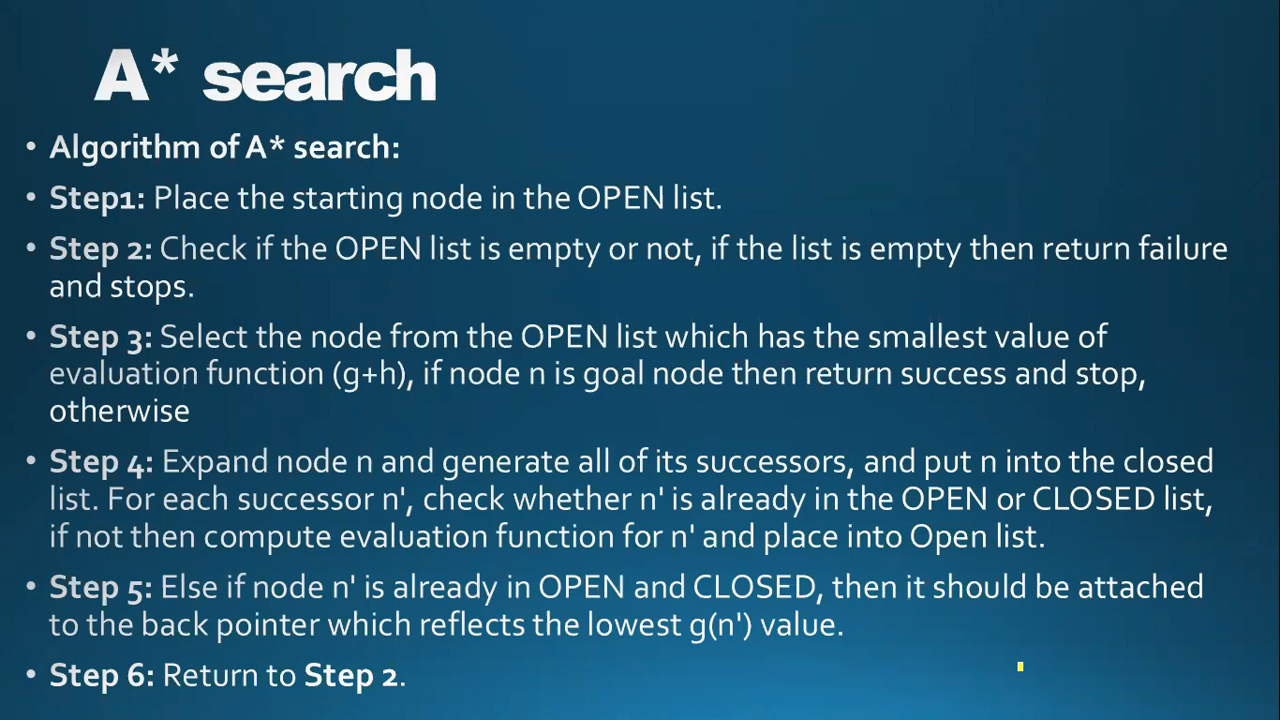 A* search
• Algorithm of A* search:
• Step1: Place the starting node in the OPEN list.
• Step 2: Check if the OPEN list is empty or not, if the list is empty then return failure
and stops.
• Step 3: Select the node from the OPEN list which has the smallest value of
evaluation function (g+h), if node n is goal node then return success and stop,
otherwise
• Step 4: Expand node n and generate all of its successors, and put n into the closed
list. For each successor n', check whether n' is already in the OPEN or CLOSED list,
if not then compute evaluation function for n' and place into Open list.
• Step 5: Else if node n' is already in OPEN and CLOSED, then it should be attached
to the back pointer which reflects the lowest g(n') value.
• Step 6: Return to Step 2.